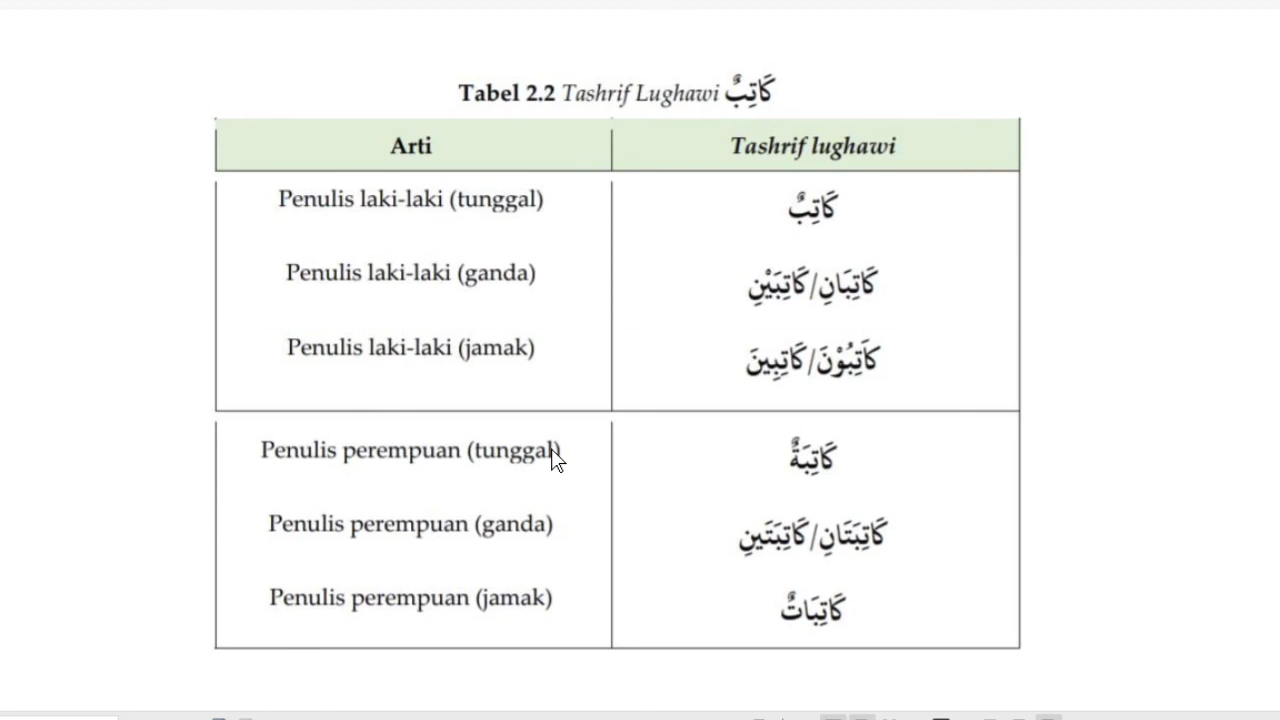 Tabel 2.2 Tashrif Lughawi كَاتِبٌ
Arti Tashrif lughawi
Penulis laki-laki (tunggal) كَاتِبٌ
Penulis laki-laki (ganda) كَاتِبَانِ/كَاتِبَيْنِ
Penulis laki-laki (jamak) كَاتِبُوْنَ/كَاتِبِينَ
Penulis perempuan (tunggal) كَاتِبَةٌ
Penulis perempuan (ganda) كَاتِبَتَانِ/كَاتِبَتَينِ
Penulis perempuan (jamak) كَاتِبَاتٌ